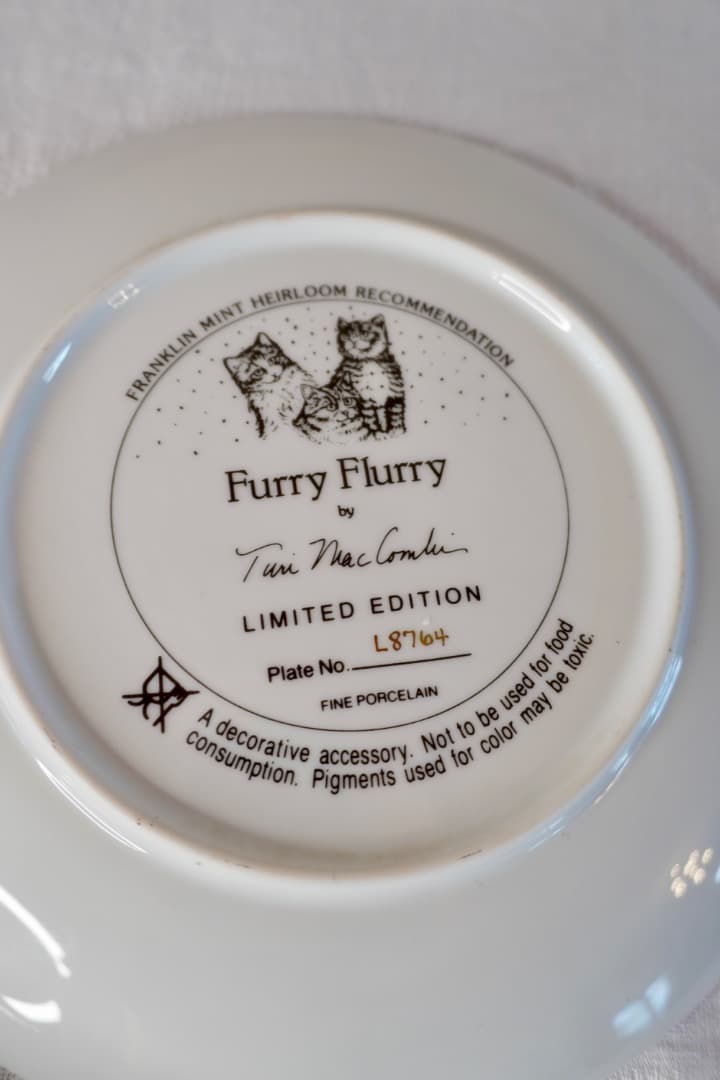 FRANKLIN MINT HEIRLOOM RECOMMENDATION
Furry Flurry
by
Turi MacCombie
LIMITED EDITION
Plate No. L8764
FINE PORCELAIN
A decorative accessory. Not to be used for food
consumption. Pigments used for color may be toxic.